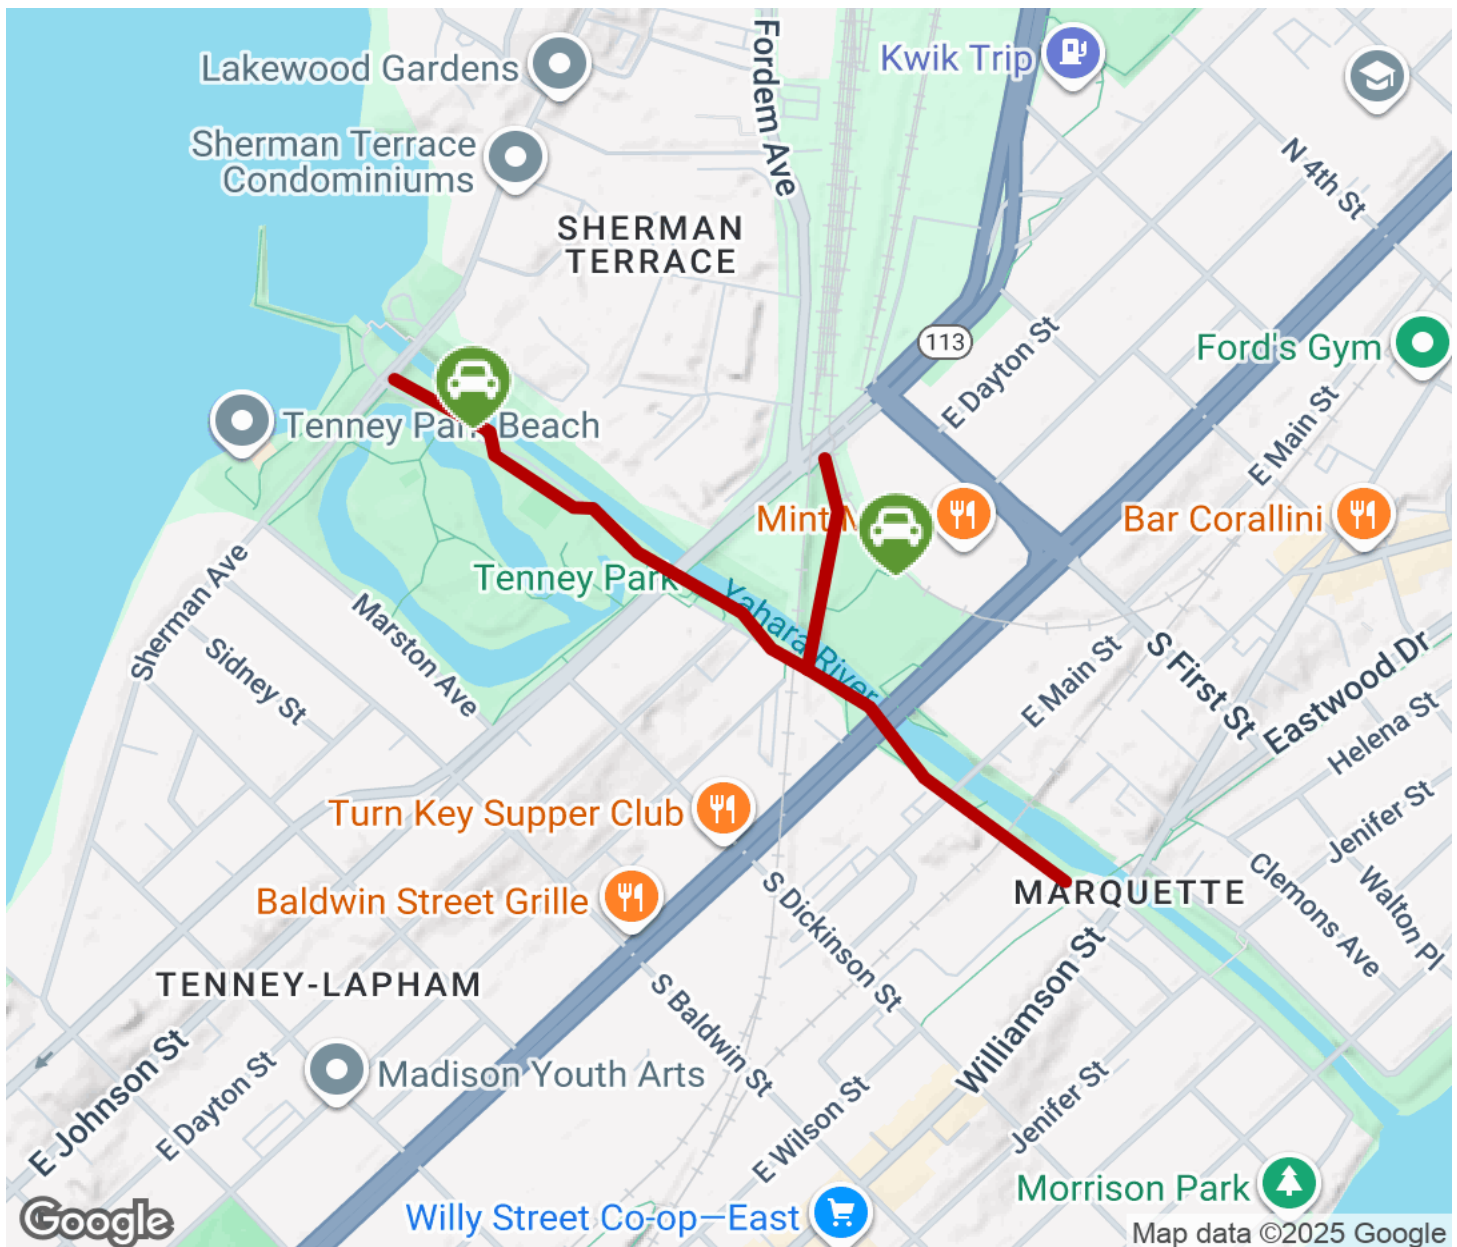 Lakewood Gardens
Fordem Ave
Kwik Trip
Sherman Terrace
Condominiums
N 4th St
SHERMAN
TERRACE
113
E Dayton St
Ford's Gym
Tenney Park Beach
E Main St
Mint M
Bar Corallini
Sherman Ave
Tenney Park
Yahara River
Marston Ave
Sidney St
E Main St
S First St
Eastwood Dr
Helena St
Turn Key Supper Club
Jenifer St
Baldwin Street Grille
MARQUETTE
Clemons Ave
Walton Pl
S Dickinson St
TENNEY-LAPHAM
S Baldwin St
Williamson St
E Johnson St
E Dayton St
Madison Youth Arts
E Wilson St
Jenifer St
Morrison Park
Google
Willy Street Co-op—East
Map data ©2025 Google